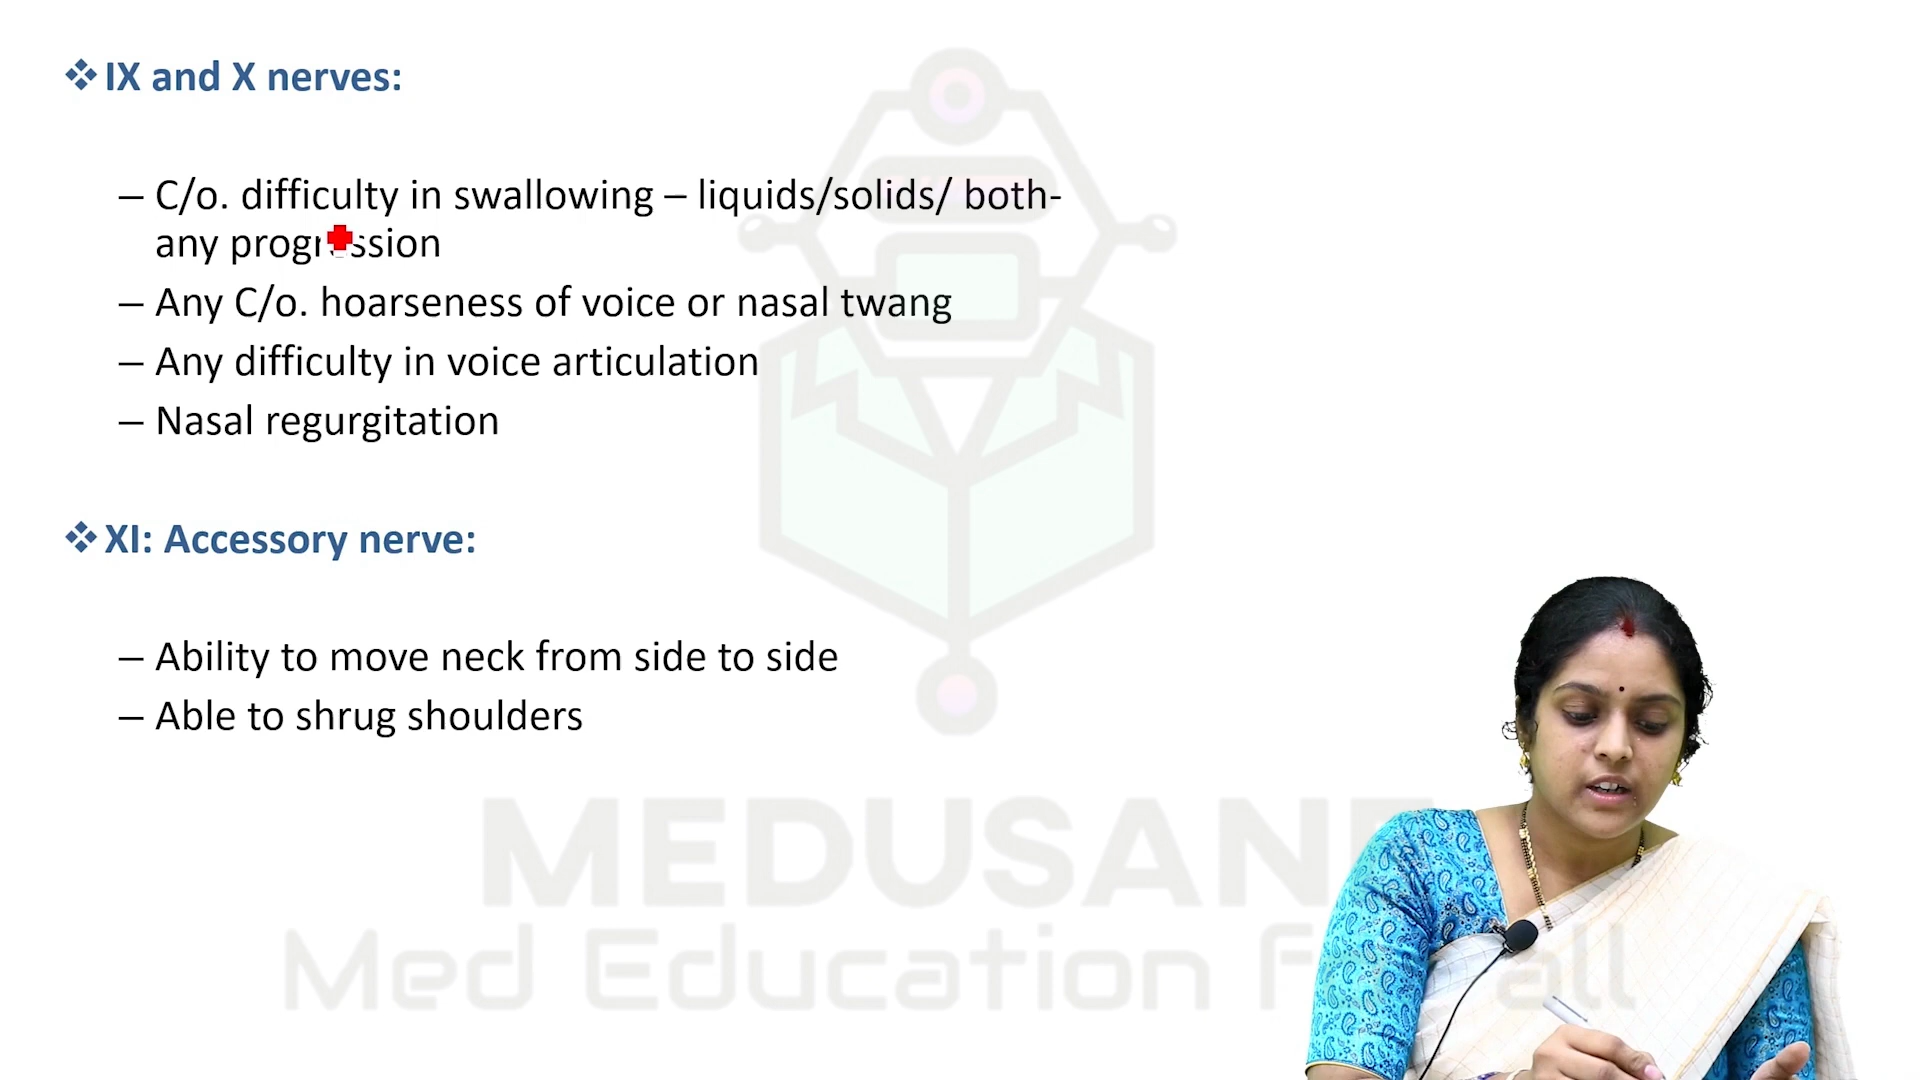 IX and X nerves:
– C/o. difficulty in swallowing – liquids/solids/ both-
any progression
– Any C/o. hoarseness of voice or nasal twang
– Any difficulty in voice articulation
– Nasal regurgitation
XI: Accessory nerve:
– Ability to move neck from side to side
– Able to shrug shoulders
MEDUSANE
Med Education all